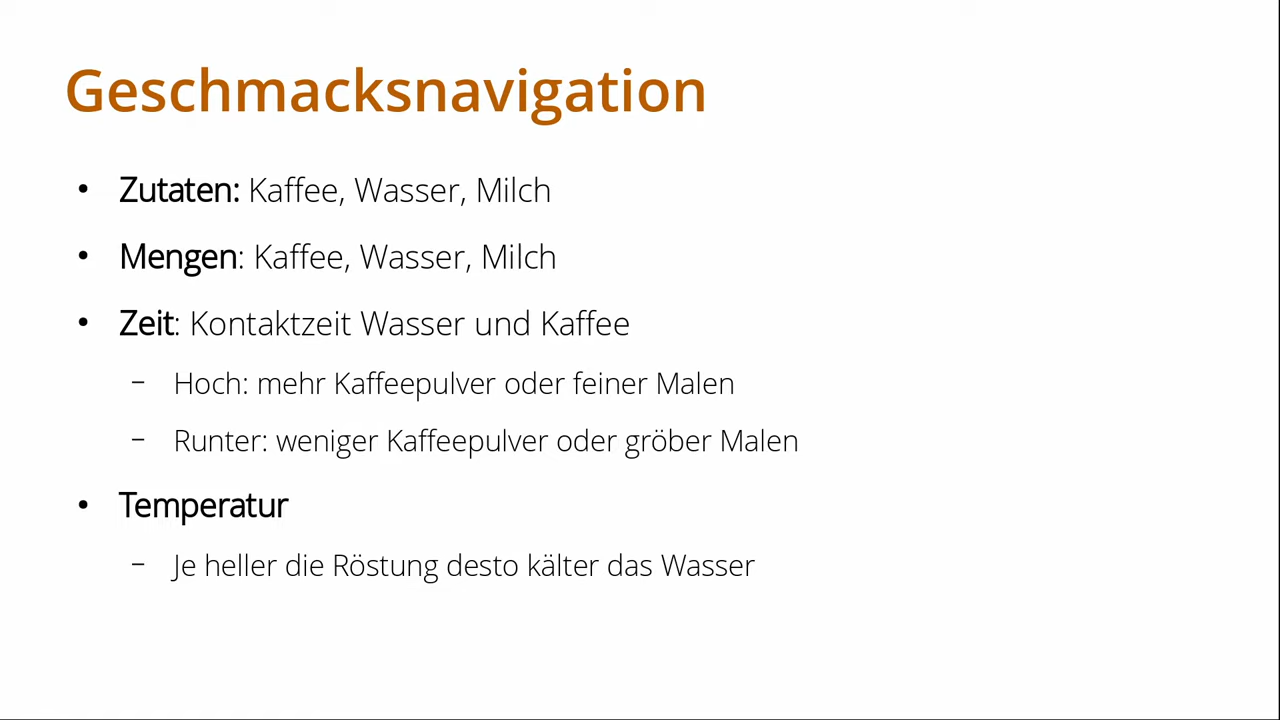 Geschmacksnavigation
• Zutaten: Kaffee, Wasser, Milch
• Mengen: Kaffee, Wasser, Milch
• Zeit: Kontaktzeit Wasser und Kaffee
– Hoch: mehr Kaffeepulver oder feiner Malen
– Runter: weniger Kaffeepulver oder gröber Malen
• Temperatur
– Je heller die Röstung desto kälter das Wasser